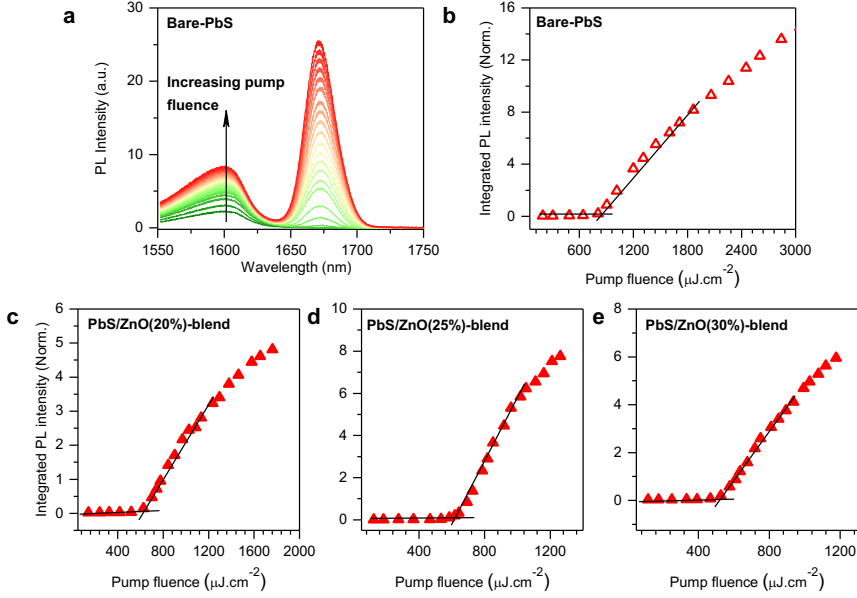 a
Bare-PbS
Increasing pump
fluence
PL Intensity (a.u.)
30
20
10
0
1550 1600 1650 1700 1750
Wavelength (nm)
b
Bare-PbS
Integrated PL intensity (Norm.)
16
12
8
4
0
600 1200 1800 2400 3000
Pump fluence (μJ.cm⁻²)
c
PbS/ZnO(20%)-blend
Integrated PL intensity (Norm.)
6
5
4
3
2
1
0
400 800 1200 1600 2000
Pump fluence (μJ.cm⁻²)
d
PbS/ZnO(25%)-blend
10
8
6
4
2
0
400 800 1200
Pump fluence (μJ.cm⁻²)
e
PbS/ZnO(30%)-blend
8
6
4
2
0
400 800 1200
Pump fluence (μJ.cm⁻²)